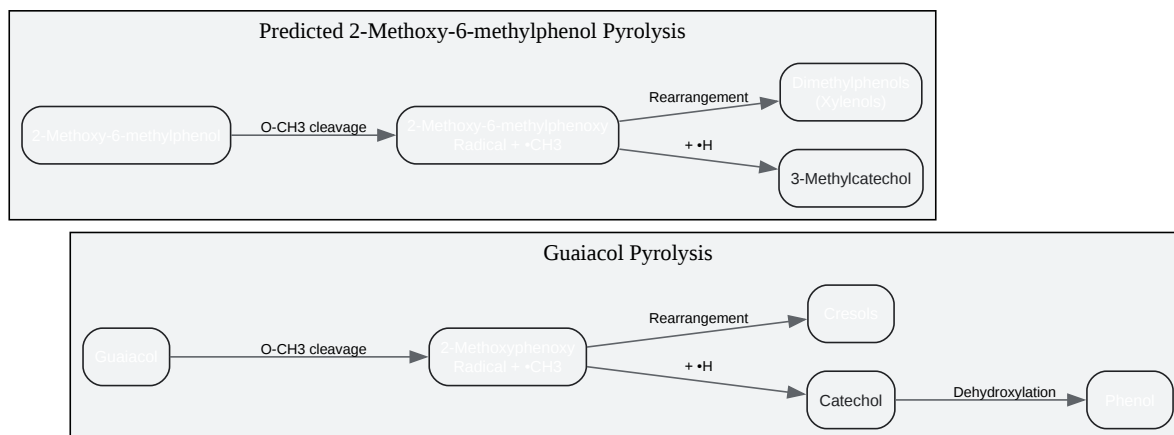 Predicted 2-Methoxy-6-methylphenol Pyrolysis
2-Methoxy-6-methylphenol
O-CH3 cleavage
2-Methoxy-6-methylphenoxy
Radical + •CH3
Rearrangement
Dimethylphenols
(Xylenols)
+ •H
3-Methylcatechol
Guaiacol Pyrolysis
Guaiacol
O-CH3 cleavage
2-Methoxyphenoxy
Radical + •CH3
Rearrangement
Cresols
+ •H
Catechol
Dehydroxylation
Phenol